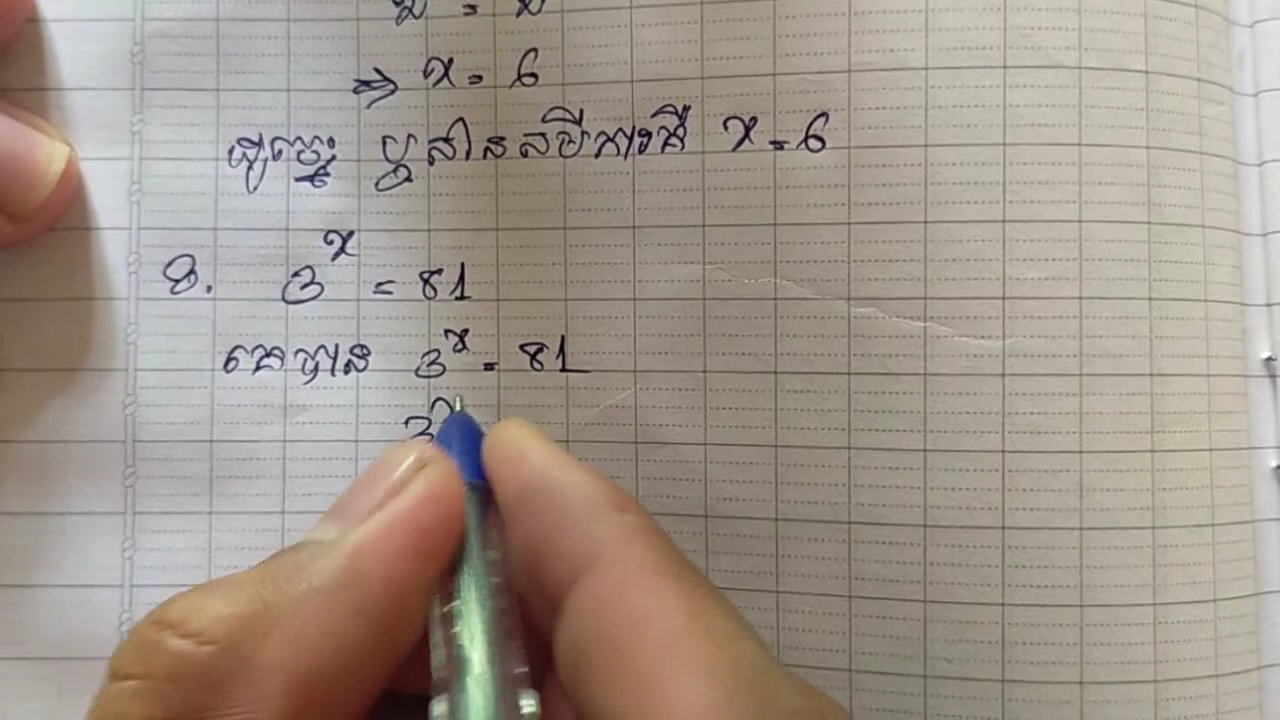 ⇒ x = 6
ដូច្នេះ ឫសនៃសមីការគឺ x = 6
3^x = 81
គេបាន 3^x = 81
3